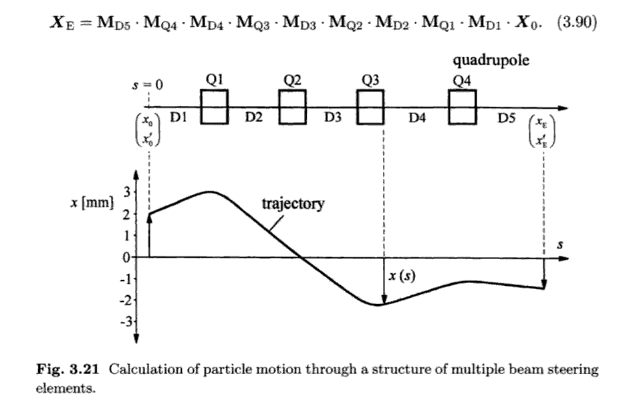 X_E = M_D5 · M_Q4 · M_D4 · M_Q3 · M_D3 · M_Q2 · M_D2 · M_Q1 · M_D1 · X_0. (3.90)
quadrupole
s = 0 Q1 Q2 Q3 Q4
D1 D2 D3 D4 D5
(x_0 x'_0) (x_E x'_E)
x [mm]
3
2
1
0
-1
-2
-3
trajectory
s
x (s)
Fig. 3.21 Calculation of particle motion through a structure of multiple beam steering
elements.